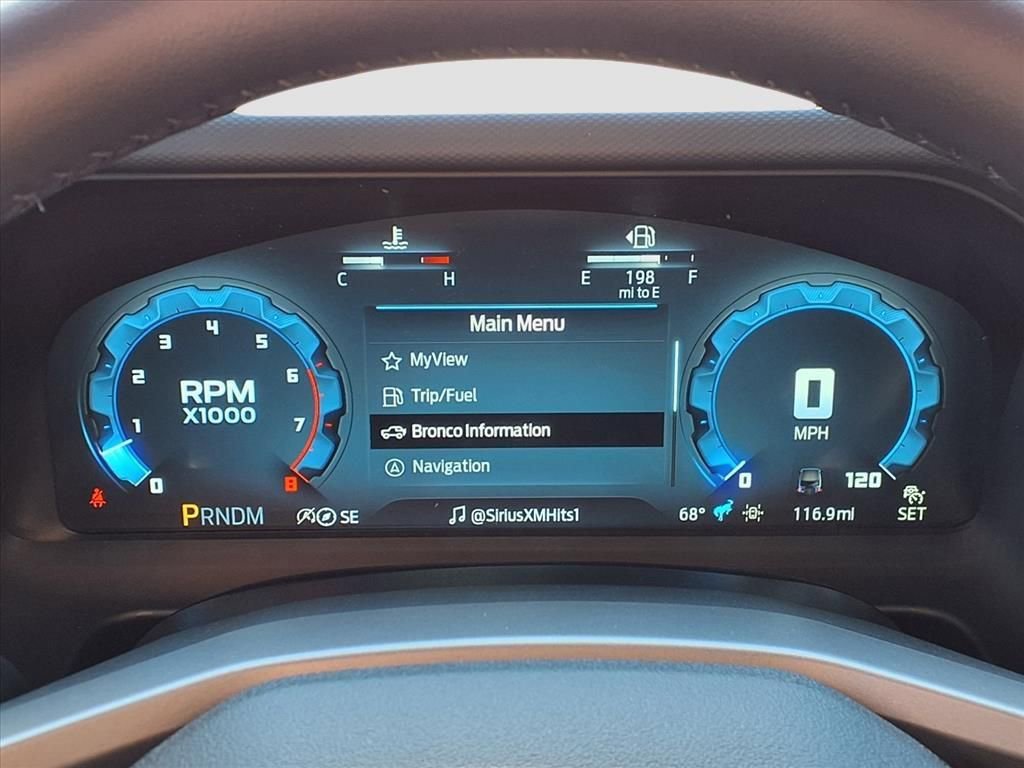 C H
E 198 F
mi to E
Main Menu
MyView
Trip/Fuel
Bronco Information
Navigation
0 1 2 3 4 5 6 7 8
RPM
X1000
0
MPH
0 120
PRNDM
SE
@SiriusXMHits1
68°
116.9mi
SET